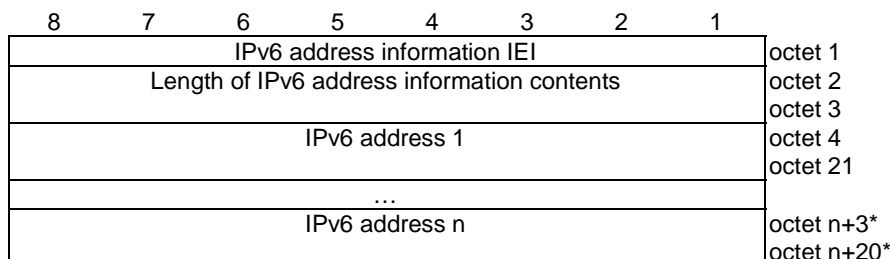 8 7 6 5 4 3 2 1
IPv6 address information IEI octet 1
Length of IPv6 address information contents octet 2
octet 3
IPv6 address 1 octet 4
octet 21
…
IPv6 address n octet n+3*
octet n+20*